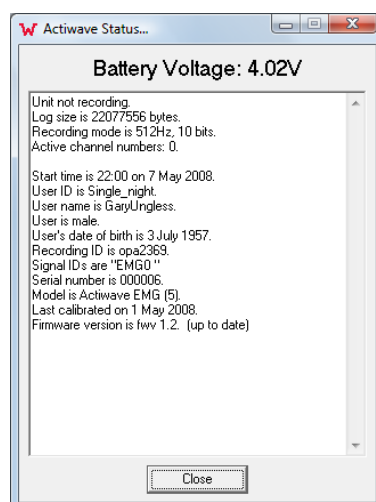 Actiwave Status...
Battery Voltage: 4.02V
Unit not recording.
Log size is 22077556 bytes.
Recording mode is 512Hz, 10 bits.
Active channel numbers: 0.
Start time is 22:00 on 7 May 2008.
User ID is Single_night.
User name is GaryUngless.
User is male.
User's date of birth is 3 July 1957.
Recording ID is opa2369.
Signal IDs are "EMG0 "
Serial number is 000006.
Model is Actiwave EMG (5).
Last calibrated on 1 May 2008.
Firmware version is fwv 1.2.  (up to date)
Close